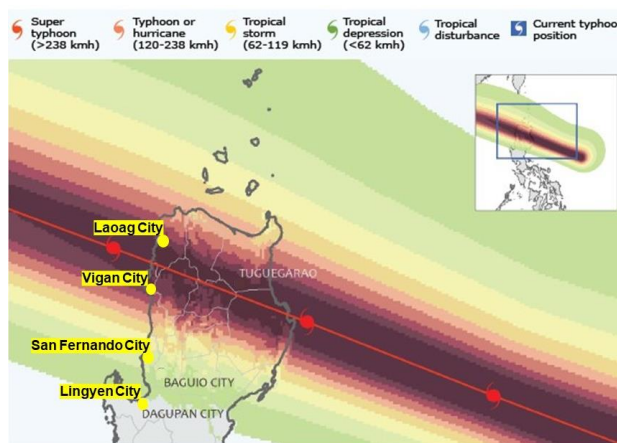 Super
typhoon
(>238 kmh)
Typhoon or
hurricane
(120-238 kmh)
Tropical
storm
(62-119 kmh)
Tropical
depression
(<62 kmh)
Tropical
disturbance
Current typhoon
position
Laoag City
TUGUEGARAO
Vigan City
San Fernando City
BAGUIO CITY
Lingyen City
DAGUPAN CITY